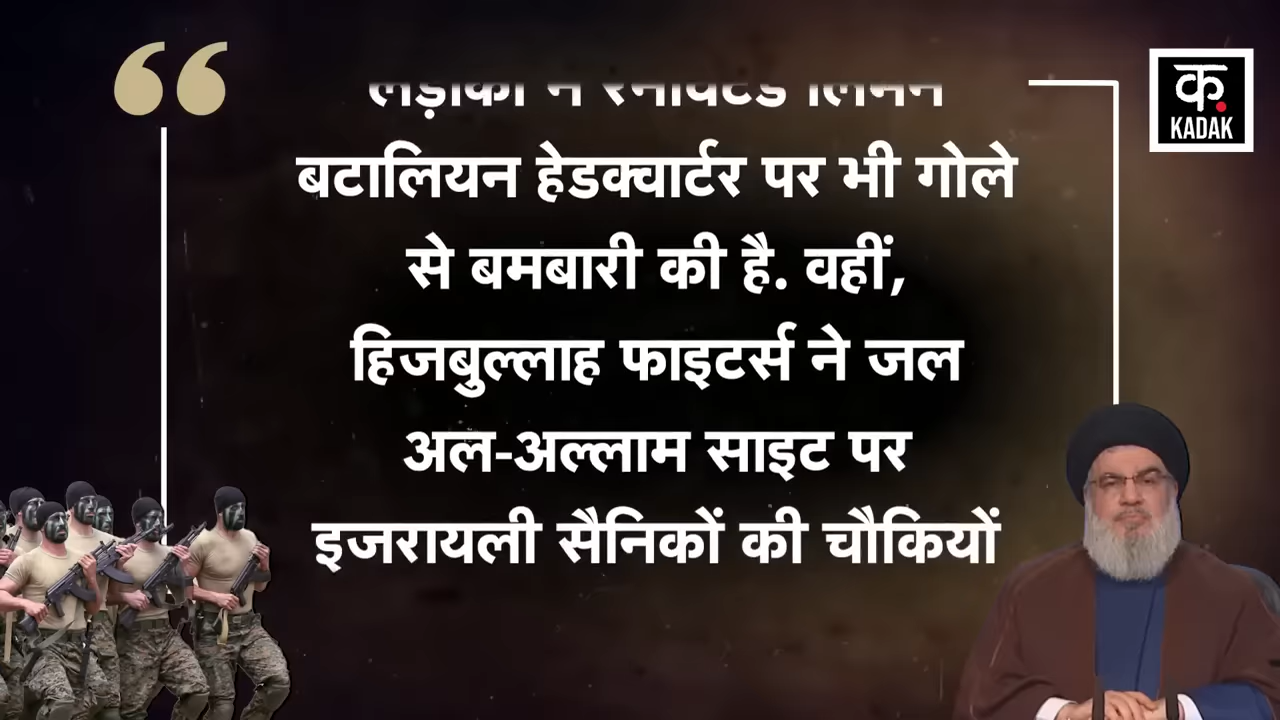 बटालियन हेडक्वार्टर पर भी गोले
से बमबारी की है. वहीं,
हिजबुल्लाह फाइटर्स ने जल
अल-अल्लाम साइट पर
इजरायली सैनिकों की चौकियों
क
KADAK